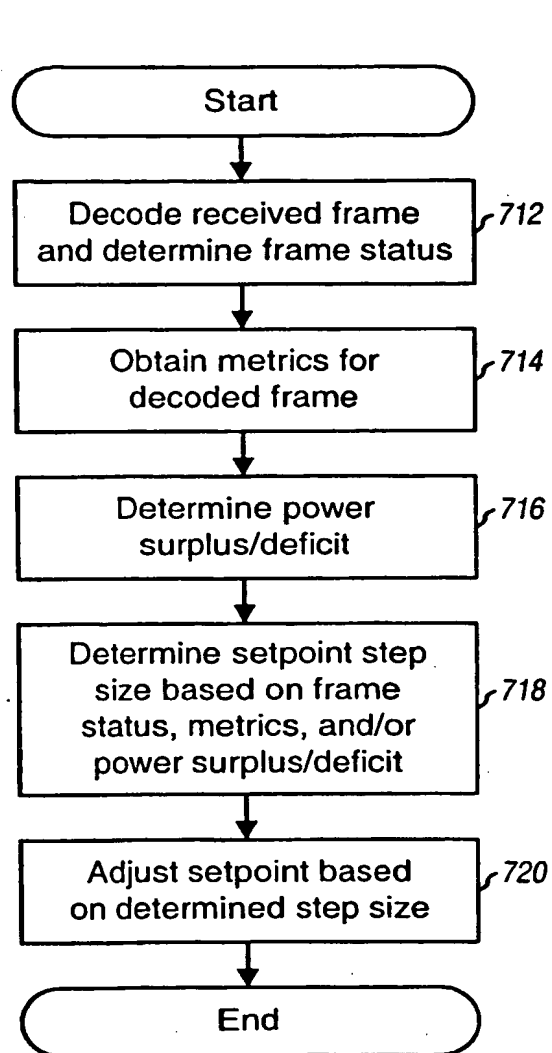 Start
Decode received frame
and determine frame status
712
Obtain metrics for
decoded frame
714
Determine power
surplus/deficit
716
Determine setpoint step
size based on frame
status, metrics, and/or
power surplus/deficit
718
Adjust setpoint based
on determined step size
720
End